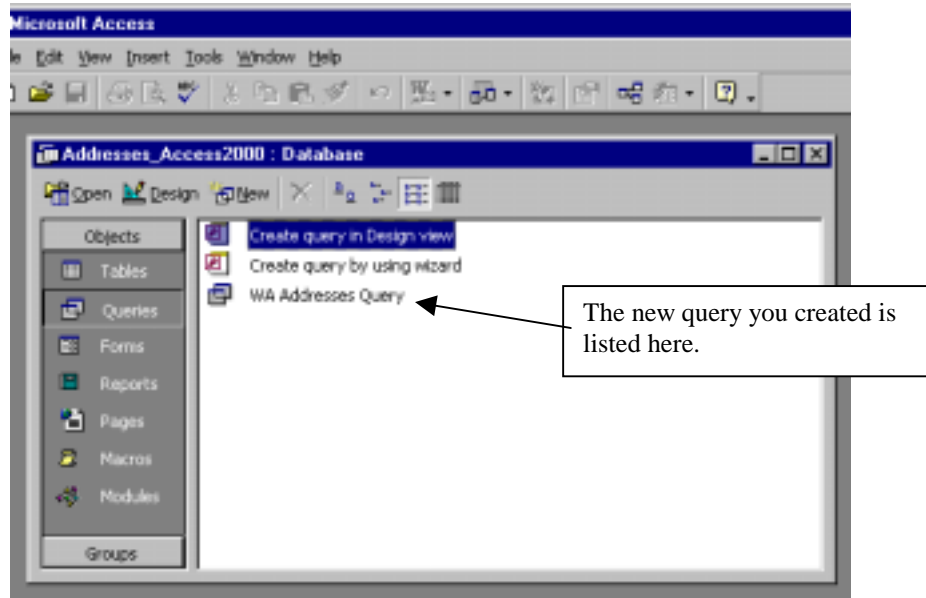 Microsoft Access
Edit View Insert Tools Window Help
Addresses_Access2000 : Database
Open Design New
Objects
Create query in Design view
Tables
Create query by using wizard
Queries
WA Addresses Query
The new query you created is
listed here.
Forms
Reports
Pages
Macros
Modules
Groups